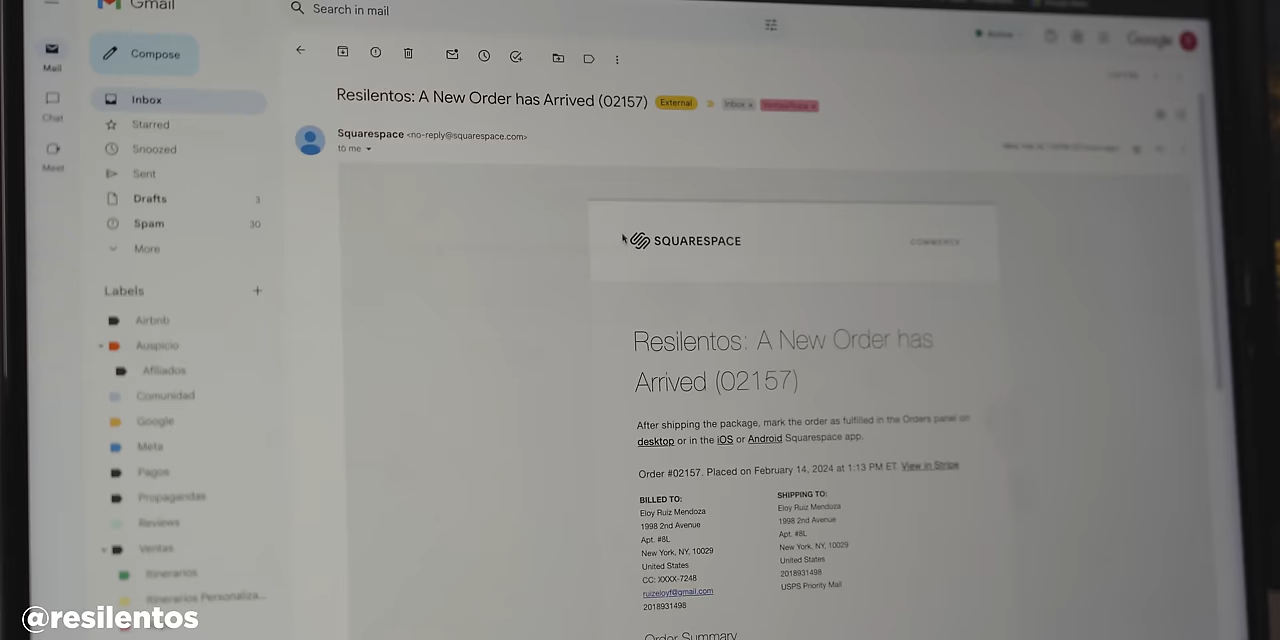 Gmail
Search in mail
Google
Compose
Mail
Inbox
Resilentos: A New Order has Arrived (02157) External Inbox x
Chat
Starred
Squarespace <no-reply@squarespace.com>
to me
Snoozed
Meet
Sent
Drafts 3
Spam 30
More
SQUARESPACE
COMMERCE
Labels +
Airbnb
Auspicio
Afiliados
Comunidad
Google
Meta
Pagos
Propagandas
Reviews
Ventas
Itinerarios
Itinerarios Personaliza...
Resilentos: A New Order has
Arrived (02157)
After shipping the package, mark the order as fulfilled in the Orders panel on
desktop or in the iOS or Android Squarespace app.
Order #02157. Placed on February 14, 2024 at 1:13 PM ET. View in Stripe
BILLED TO:
Eloy Ruiz Mendoza
1998 2nd Avenue
Apt. #8L
New York, NY, 10029
United States
CC: XXXX-7248
ruizeloyf@gmail.com
2018931498
SHIPPING TO:
Eloy Ruiz Mendoza
1998 2nd Avenue
Apt. #8L
New York, NY, 10029
United States
2018931498
USPS Priority Mail
Order Summary
@resilentos